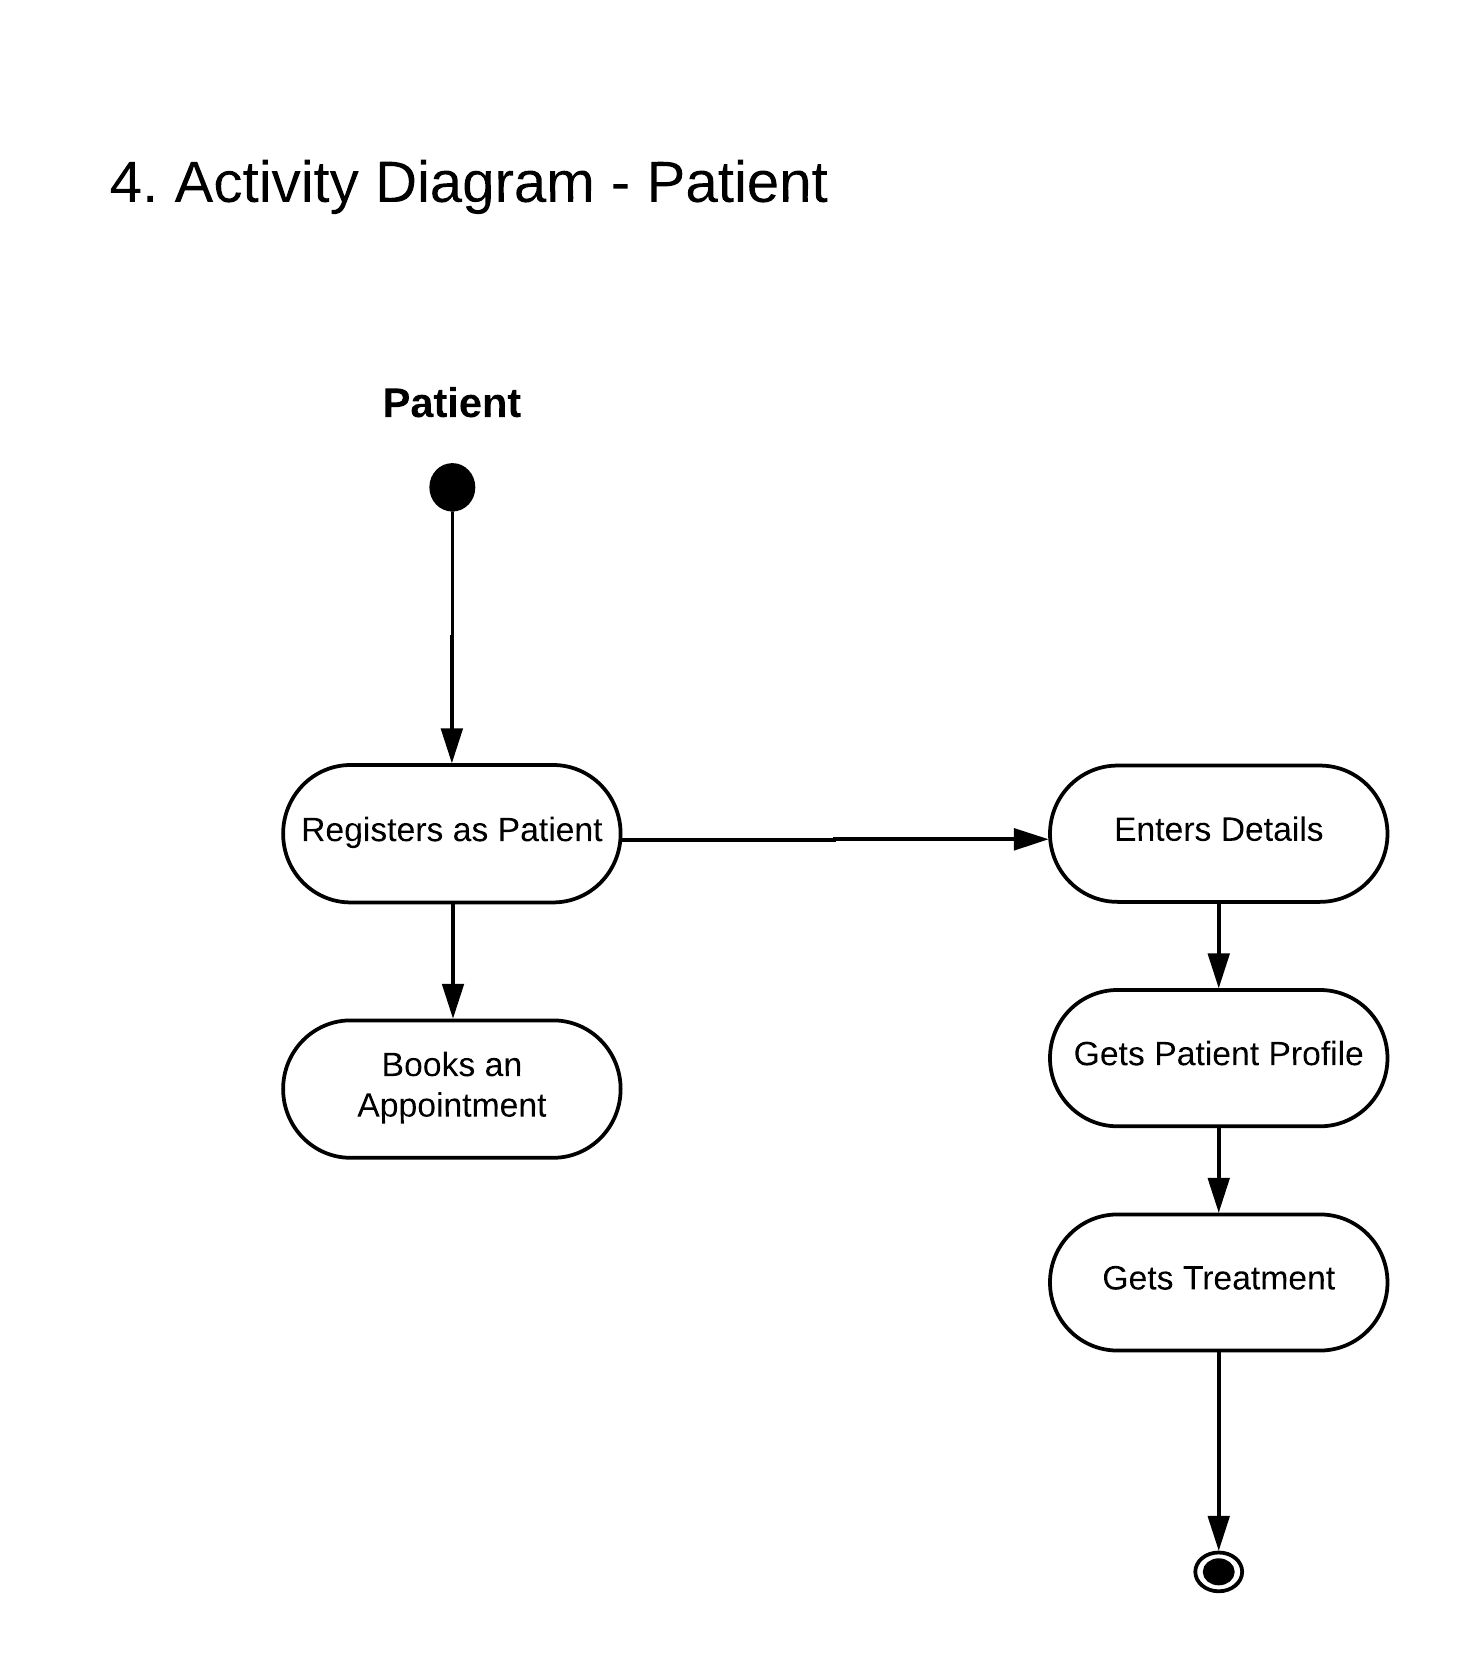 4. Activity Diagram - Patient
Patient
Registers as Patient
Enters Details
Books an
Appointment
Gets Patient Profile
Gets Treatment